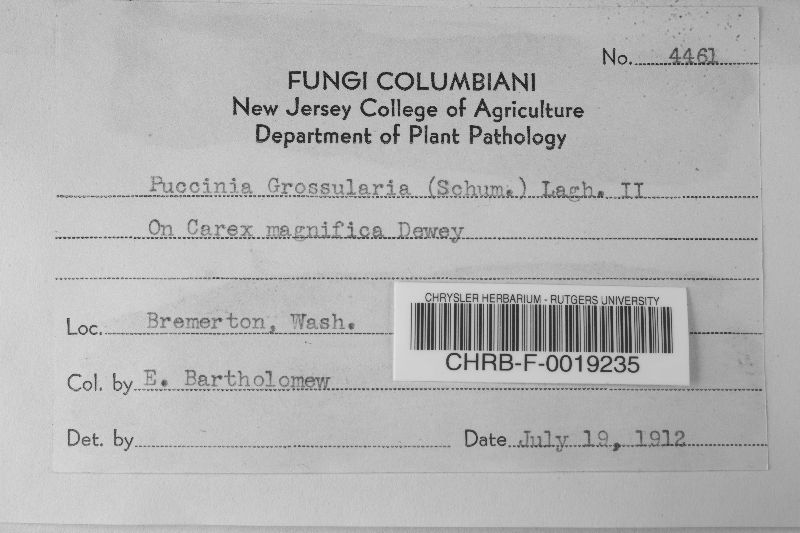 No. 4461
FUNGI COLUMBIANI
New Jersey College of Agriculture
Department of Plant Pathology
Puccinia Grossularia (Schum.) Lagh. II
On Carex magnifica Dewey
CHRYSLER HERBARIUM - RUTGERS UNIVERSITY
CHRB-F-0019235
Loc. Bremerton, Wash.
Col. by E. Bartholomew
Det. by
Date July 19, 1912